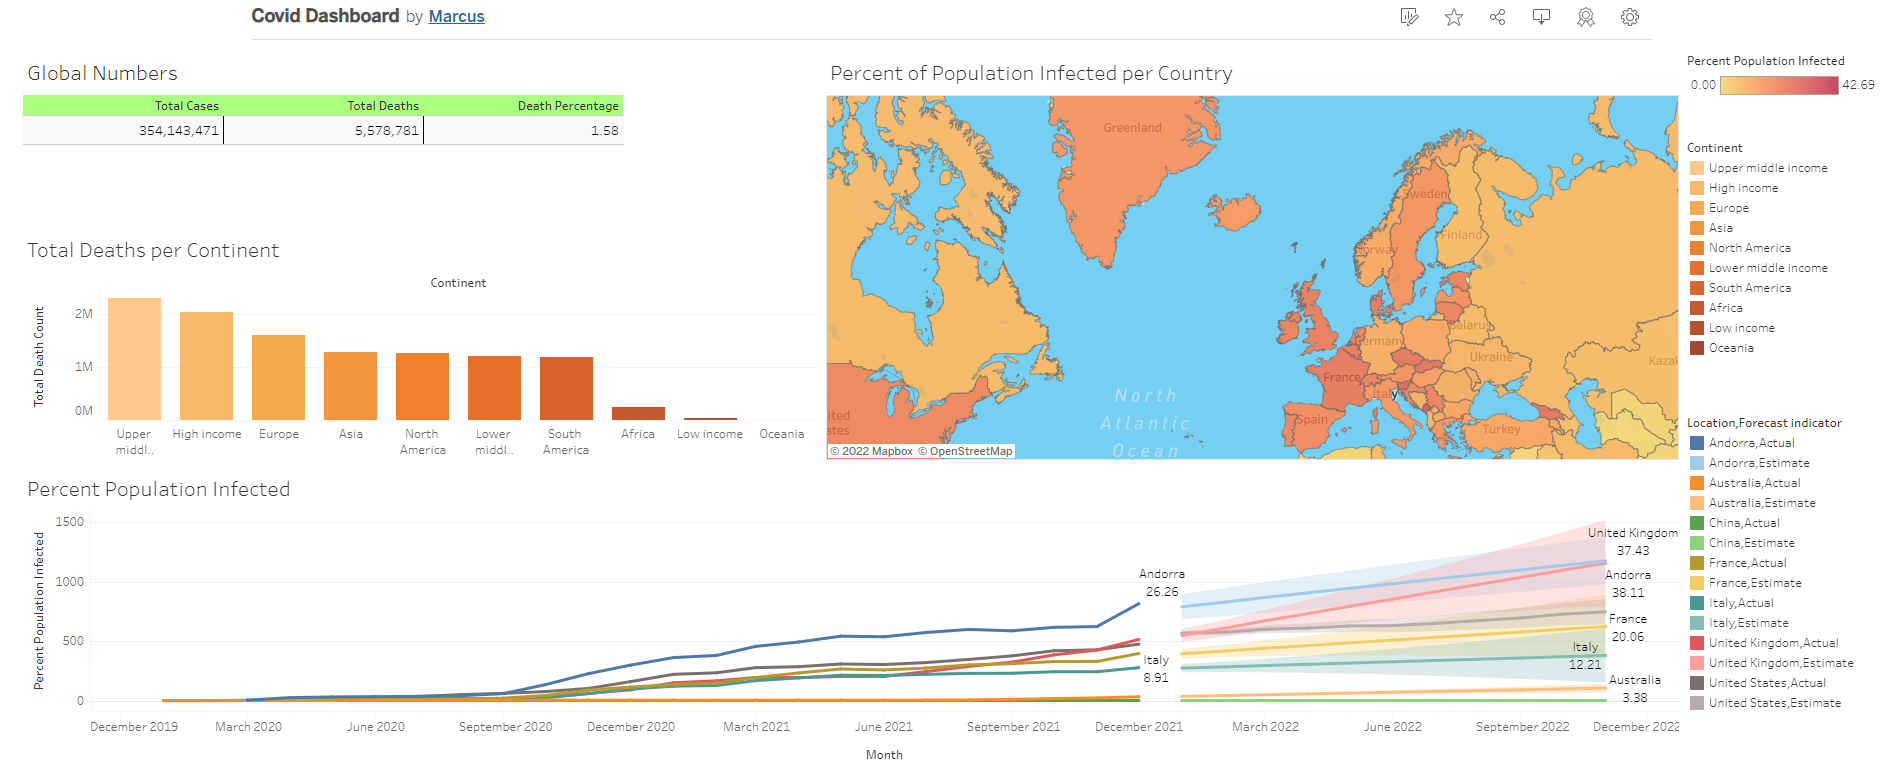 Covid Dashboard by Marcus
Global Numbers
Total Cases Total Deaths Death Percentage
354,143,471 5,578,781 1.58
Total Deaths per Continent
Continent
Total Death Count
2M
1M
0M
Upper middl.. High income Europe Asia North America Lower middl.. South America Africa Low income Oceania
Percent of Population Infected per Country
Greenland
Sweden
Norway
Finland
Belarus
Germany
Ukraine
Kazak
France
Italy
Spain
Turkey
ited
ates
North
Atlantic
Ocean
© 2022 Mapbox © OpenStreetMap
Percent Population Infected
0.00 42.69
Continent
Upper middle income
High income
Europe
Asia
North America
Lower middle income
South America
Africa
Low income
Oceania
Percent Population Infected
Percent Population Infected
1500
1000
500
0
Andorra
26.26
Italy
8.91
United Kingdom
37.43
Andorra
38.11
France
20.06
Italy
12.21
Australia
3.38
December 2019 March 2020 June 2020 September 2020 December 2020 March 2021 June 2021 September 2021 December 2021 March 2022 June 2022 September 2022 December 2022
Month
Location,Forecast indicator
Andorra,Actual
Andorra,Estimate
Australia,Actual
Australia,Estimate
China,Actual
China,Estimate
France,Actual
France,Estimate
Italy,Actual
Italy,Estimate
United Kingdom,Actual
United Kingdom,Estimate
United States,Actual
United States,Estimate